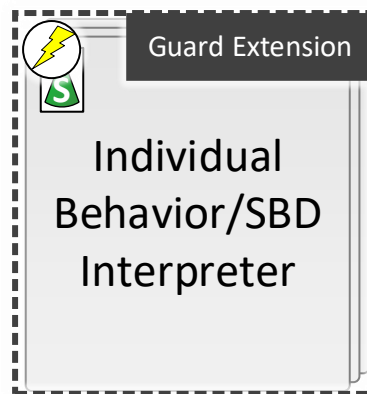 Guard Extension
S
Individual
Behavior/SBD
Interpreter